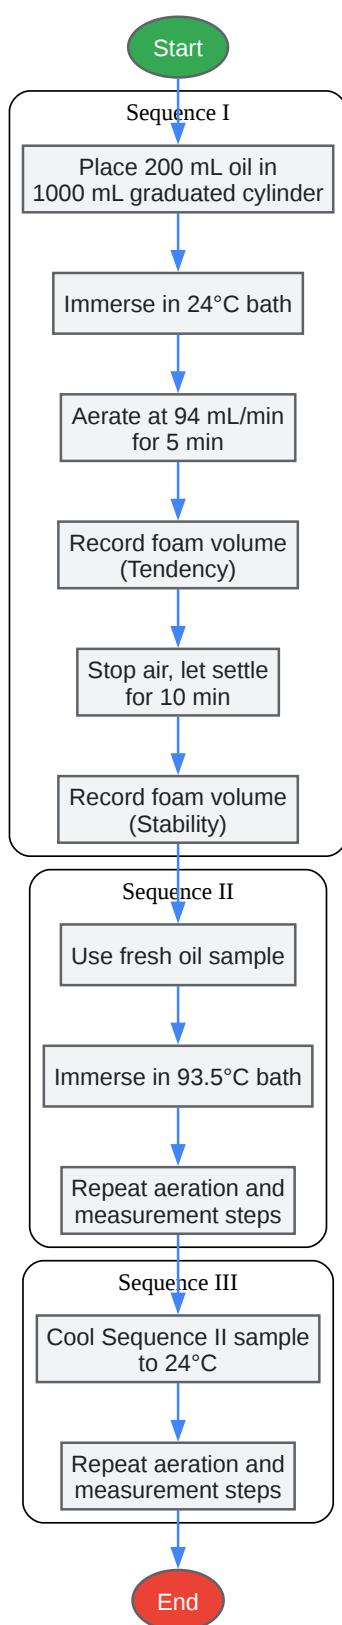 Start
Sequence I
Place 200 mL oil in
1000 mL graduated cylinder
Immerse in 24°C bath
Aerate at 94 mL/min
for 5 min
Record foam volume
(Tendency)
Stop air, let settle
for 10 min
Record foam volume
(Stability)
Sequence II
Use fresh oil sample
Immerse in 93.5°C bath
Repeat aeration and
measurement steps
Sequence III
Cool Sequence II sample
to 24°C
Repeat aeration and
measurement steps
End